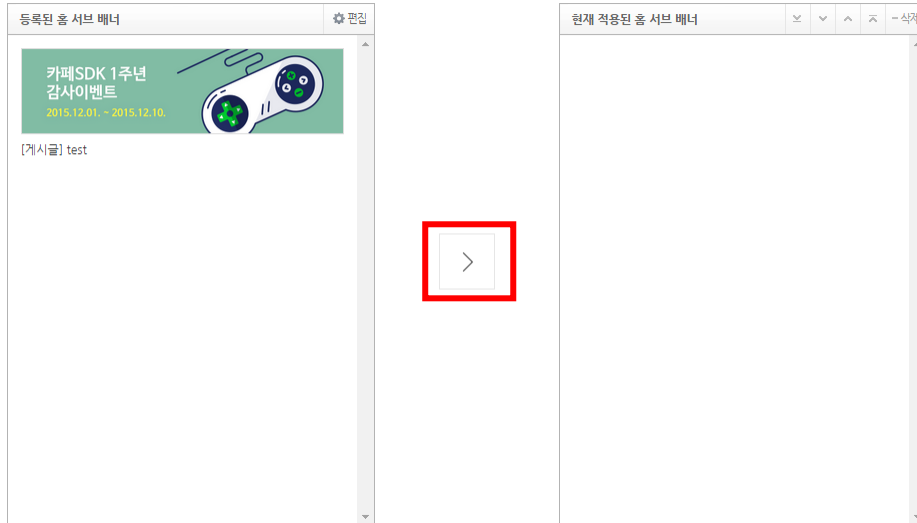 등록된 홈 서브 배너
편집
카페SDK 1주년
감사이벤트
2015.12.01. ~ 2015.12.10.
[게시글] test
현재 적용된 홈 서브 배너
삭제